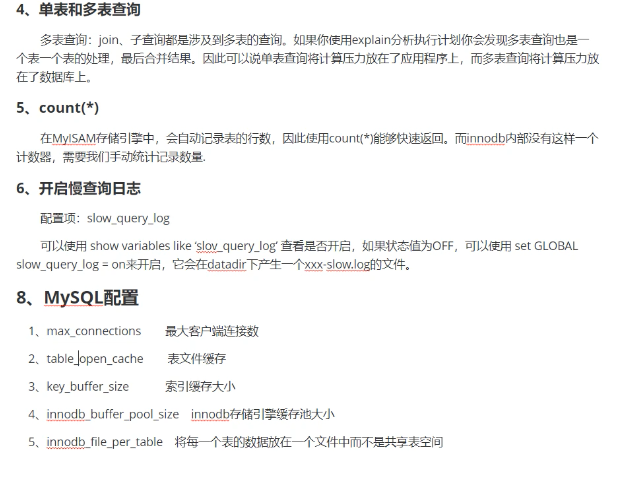 4、单表和多表查询
多表查询：join、子查询都是涉及到多表的查询。如果你使用explain分析执行计划你会发现多表查询也是一
个表一个表的处理，最后合并结果。因此可以说单表查询将计算压力放在了应用程序上，而多表查询将计算压力放
在了数据库上。
5、count(*)
在MyISAM存储引擎中，会自动记录表的行数，因此使用count(*)能够快速返回。而innodb内部没有这样一个
计数器，需要我们手动统计记录数量.
6、开启慢查询日志
配置项：slow_query_log
可以使用 show variables like ‘slov_query_log’ 查看是否开启，如果状态值为OFF，可以使用 set GLOBAL
slow_query_log = on来开启，它会在datadir下产生一个xxx-slow.log的文件。
8、MySQL配置
1、max_connections 最大客户端连接数
2、table_open_cache 表文件缓存
3、key_buffer_size 索引缓存大小
4、innodb_buffer_pool_size innodb存储引擎缓存池大小
5、innodb_file_per_table 将每一个表的数据放在一个文件中而不是共享表空间